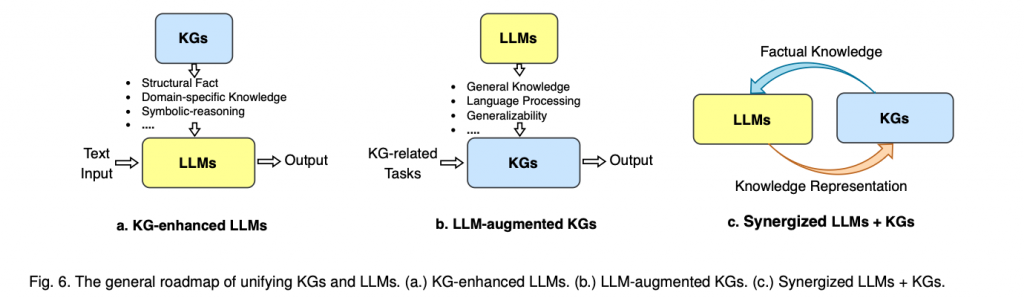 KGs
• Structural Fact
• Domain-specific Knowledge
• Symbolic-reasoning
• ....
Text
Input
LLMs
Output
a. KG-enhanced LLMs
LLMs
• General Knowledge
• Language Processing
• Generalizability
• ....
KG-related
Tasks
KGs
Output
b. LLM-augmented KGs
Factual Knowledge
LLMs
KGs
Knowledge Representation
c. Synergized LLMs + KGs
Fig. 6. The general roadmap of unifying KGs and LLMs. (a.) KG-enhanced LLMs. (b.) LLM-augmented KGs. (c.) Synergized LLMs + KGs.